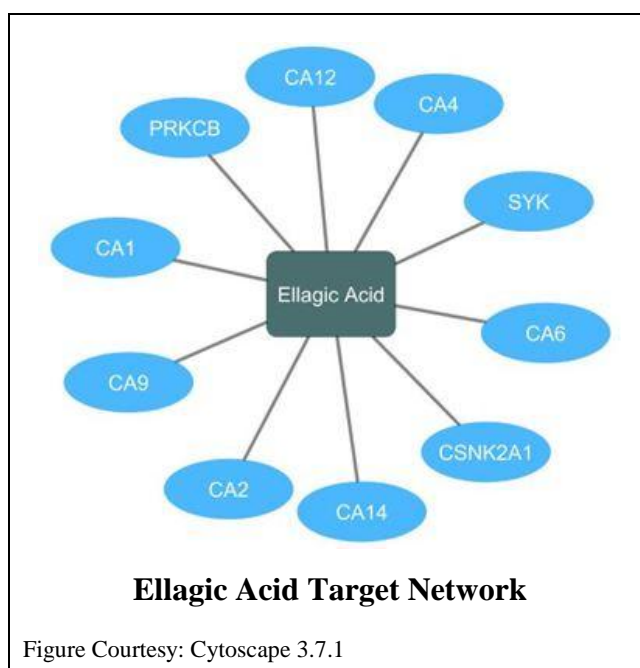 CA12
CA4
PRKCB
SYK
CA1
Ellagic Acid
CA6
CA9
CSNK2A1
CA2
CA14
Ellagic Acid Target Network
Figure Courtesy: Cytoscape 3.7.1